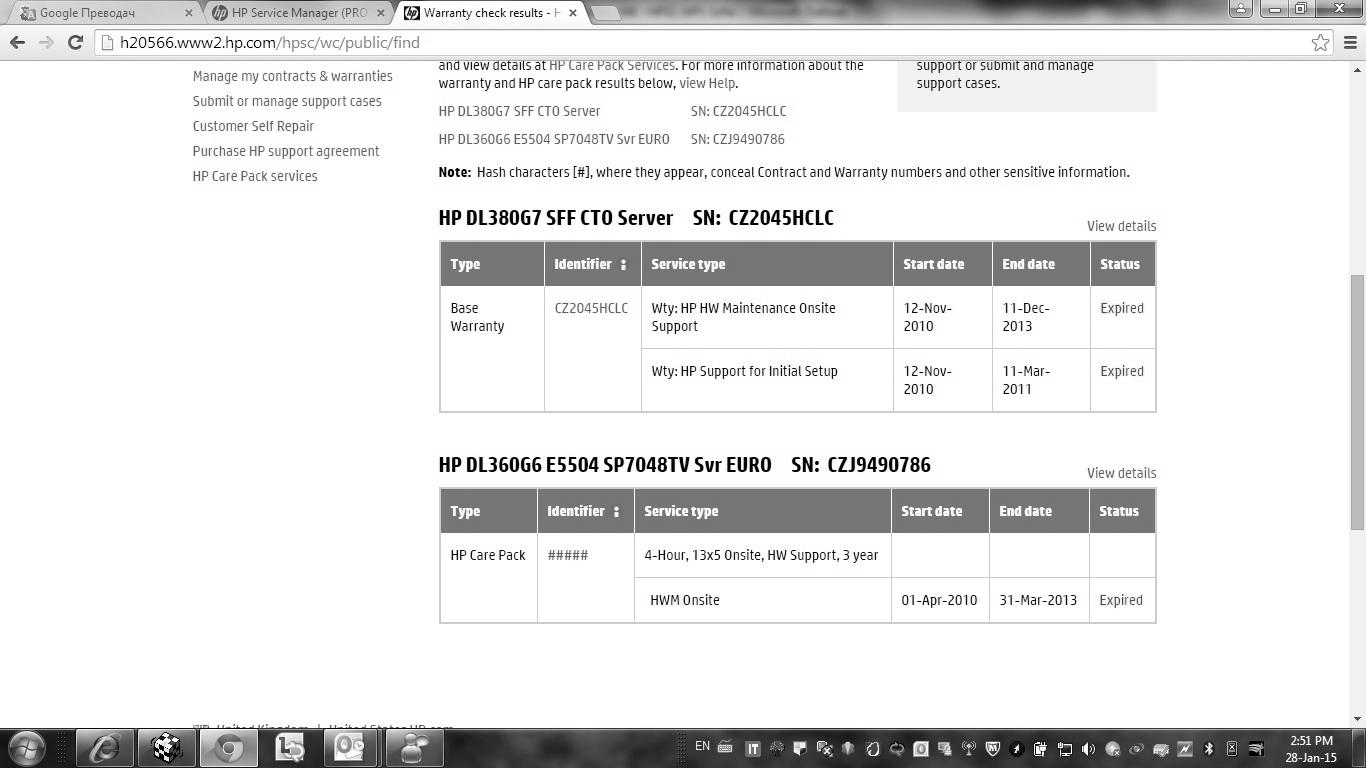 Google Преводач
HP Service Manager (PRO
Warranty check results - H
h20566.www2.hp.com/hpsc/wc/public/find
Manage my contracts & warranties
Submit or manage support cases
Customer Self Repair
Purchase HP support agreement
HP Care Pack services
and view details at HP Care Pack Services. For more information about the
warranty and HP care pack results below, view Help.
support or submit and manage
support cases.
HP DL380G7 SFF CTO Server SN: CZ2045HCLC
HP DL360G6 E5504 SP7048TV Svr EURO SN: CZJ9490786
Note: Hash characters [#], where they appear, conceal Contract and Warranty numbers and other sensitive information.
HP DL380G7 SFF CTO Server SN: CZ2045HCLC
View details
Type Identifier Service type Start date End date Status
Base
Warranty
CZ2045HCLC
Wty: HP HW Maintenance Onsite
Support
12-Nov-
2010
11-Dec-
2013
Expired
Wty: HP Support for Initial Setup
12-Nov-
2010
11-Mar-
2011
Expired
HP DL360G6 E5504 SP7048TV Svr EURO SN: CZJ9490786
View details
Type Identifier Service type Start date End date Status
HP Care Pack ##### 4-Hour, 13x5 Onsite, HW Support, 3 year
HWM Onsite 01-Apr-2010 31-Mar-2013 Expired
United Kingdom | United States HP.com
EN
IT
2:51 PM
28-Jan-15